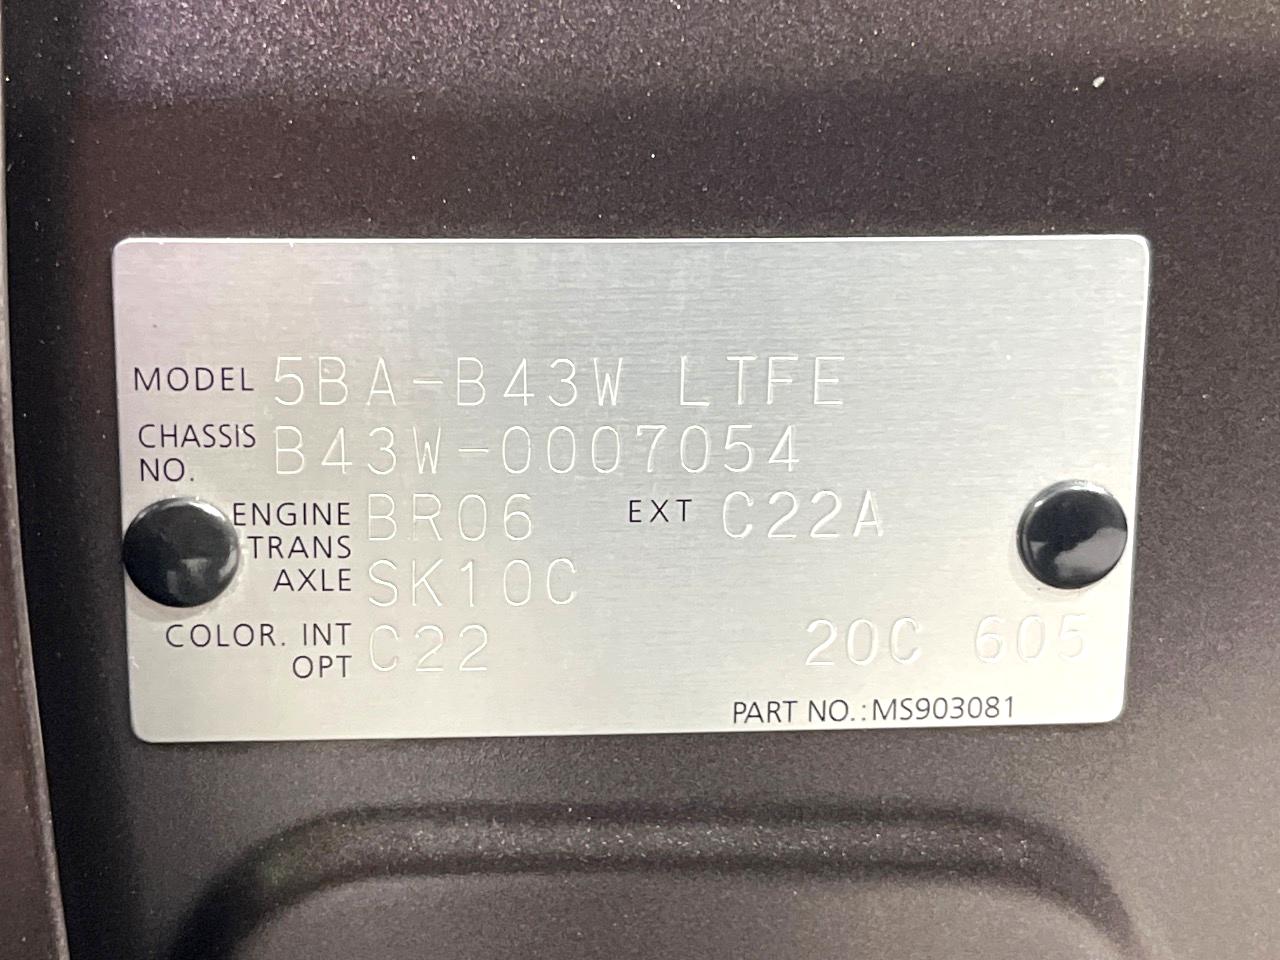 MODEL 5BA-B43W LTFE
CHASSIS NO. B43W-0007054
ENGINE BR06 EXT C22A
TRANS AXLE SK10C
COLOR. INT C22 20C 605
OPT
PART NO.:MS903081